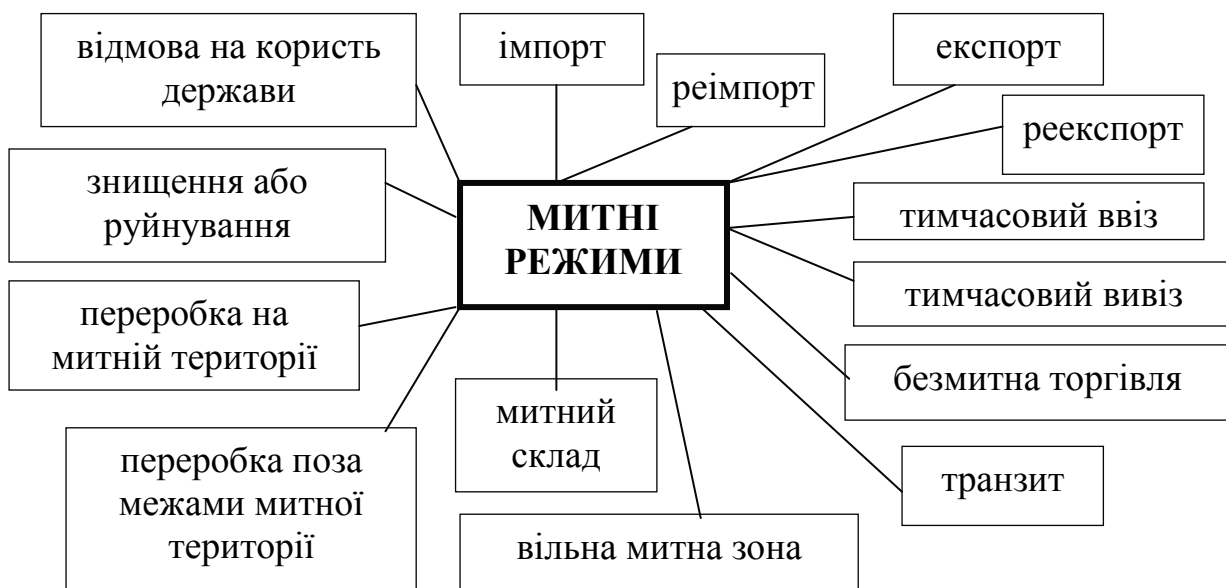 відмова на користь
держави
імпорт
реімпорт
експорт
реекспорт
знищення або
руйнування
МИТНІ
РЕЖИМИ
тимчасовий ввіз
тимчасовий вивіз
переробка на
митній території
безмитна торгівля
митний
склад
переробка поза
межами митної
території
транзит
вільна митна зона